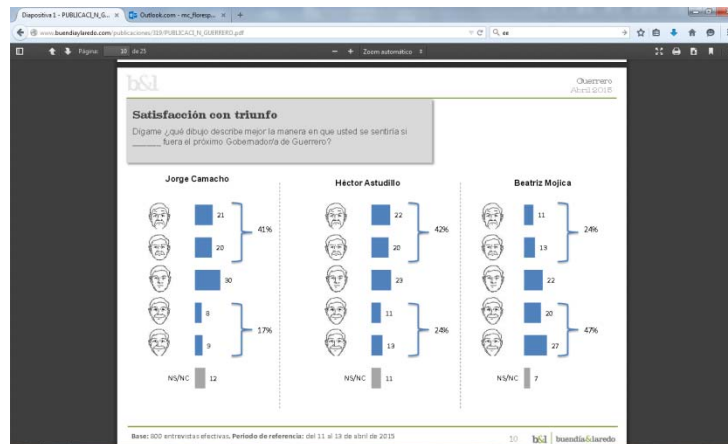 Diapositiva 1 - PUBLICACI_N_G...
Outlook.com - mc_floresp...
www.buendiaylaredo.com/publicaciones/319/PUBLICACI_N_GUERRERO.pdf
Página: 10 de 25
Zoom automático
b&l
Guerrero
Abril 2015
Satisfacción con triunfo
Dígame ¿qué dibujo describe mejor la manera en que usted se sentiría si
______ fuera el próximo Gobernador/a de Guerrero?
Jorge Camacho
21
20
41%
30
8
9
17%
NS/NC 12
Héctor Astudillo
22
20
42%
23
11
13
24%
NS/NC 11
Beatriz Mojica
11
13
24%
22
20
27
47%
NS/NC 7
Base: 800 entrevistas efectivas. Periodo de referencia: del 11 al 13 de abril de 2015
10 b&l buendía&laredo